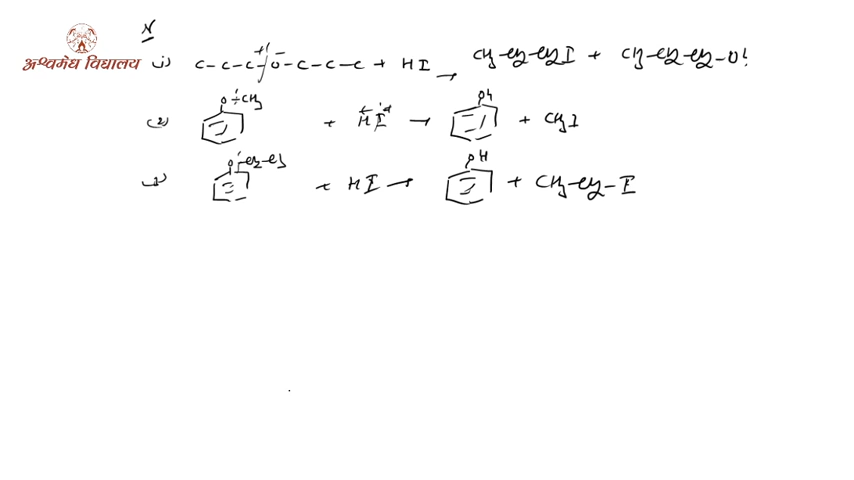 N
अश्वमेध विद्यालय
1) C-C-C-O-C-C-C + HI → CH3-CH2-CH2I + CH3-CH2-CH2-OH
2) O-CH3 + HI → OH + CH3I
3) O-CH2-CH3 + HI → OH + CH3-CH2-I